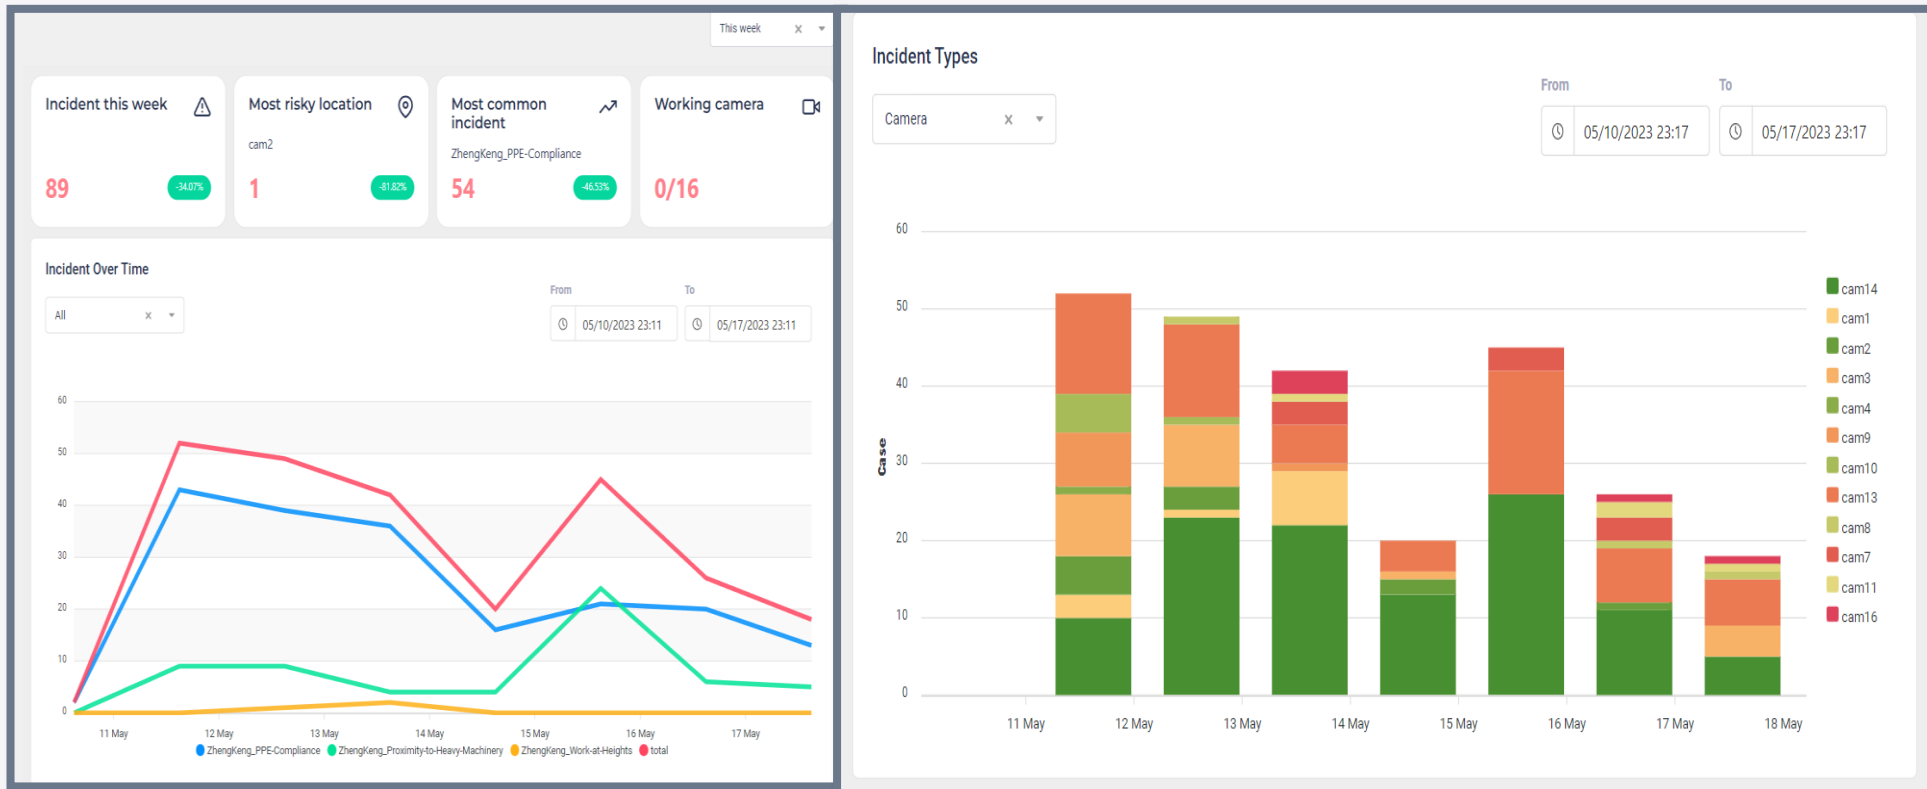 This week x
Incident this week
89
-34.07%
Most risky location
cam2
1
-81.82%
Most common
incident
ZhengKeng_PPE-Compliance
54
-46.53%
Working camera
0/16
Incident Over Time
All x
From
05/10/2023 23:11
To
05/17/2023 23:11
60
50
40
30
20
10
0
11 May 12 May 13 May 14 May 15 May 16 May 17 May
ZhengKeng_PPE-Compliance ZhengKeng_Proximity-to-Heavy-Machinery ZhengKeng_Work-at-Heights total
Incident Types
Camera x
From
05/10/2023 23:17
To
05/17/2023 23:17
Case
60
50
40
30
20
10
0
11 May 12 May 13 May 14 May 15 May 16 May 17 May 18 May
cam14
cam1
cam2
cam3
cam4
cam9
cam10
cam13
cam8
cam7
cam11
cam16